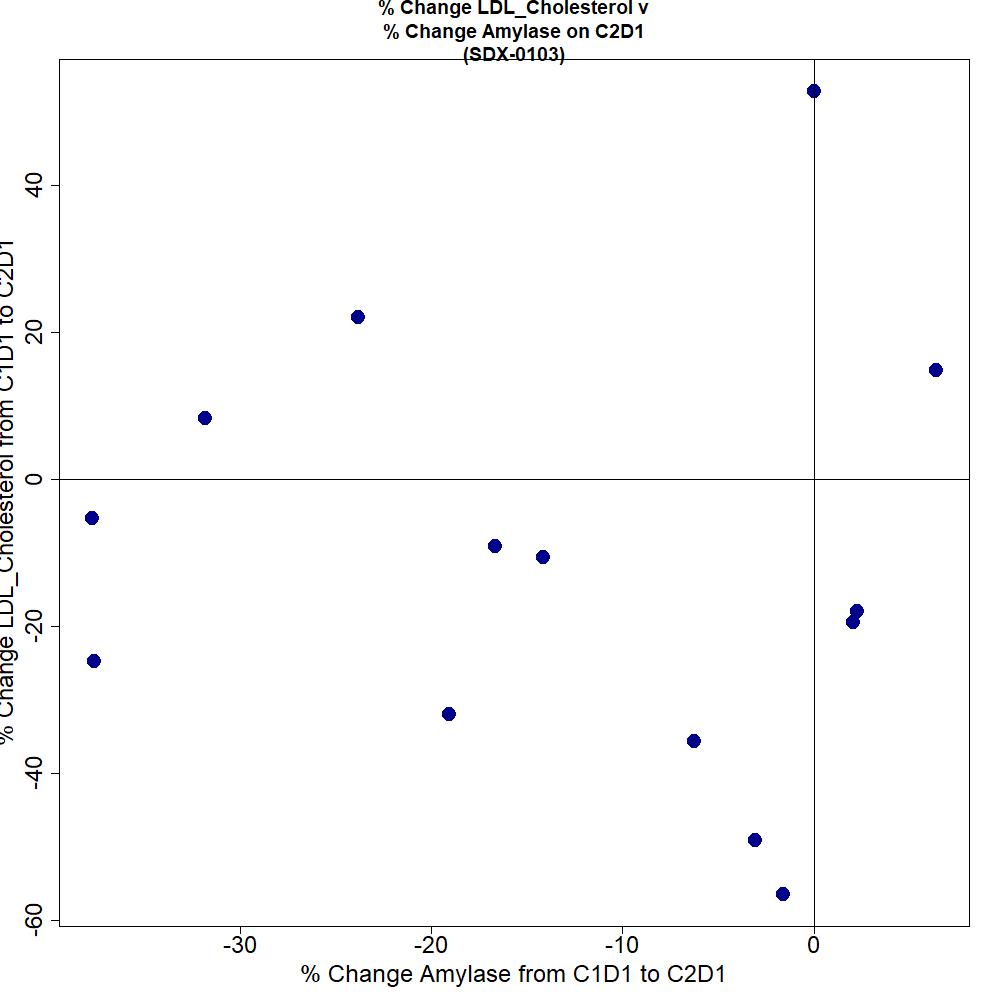 % Change LDL_Cholesterol v
% Change Amylase on C2D1
(SDX-0103)
% Change LDL_Cholesterol from C1D1 to C2D1
40
20
0
-20
-40
-60
-30
-20
-10
0
% Change Amylase from C1D1 to C2D1